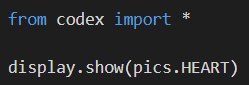 from codex import *
display.show(pics.HEART)